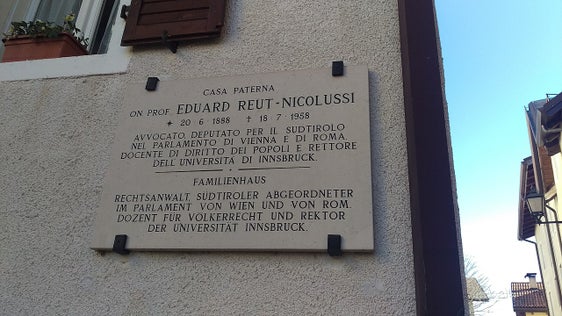 CASA PATERNA
ON. PROF. EDUARD REUT-NICOLUSSI
* 20·6·1888 † 18·7·1958
AVVOCATO, DEPUTATO PER IL SUDTIROLO
NEL PARLAMENTO DI VIENNA E DI ROMA.
DOCENTE DI DIRITTO DEI POPOLI E RETTORE
DELL'UNIVERSITÀ DI INNSBRUCK.
FAMILIENHAUS
RECHTSANWALT, SÜDTIROLER ABGEORDNETER
IM PARLAMENT VON WIEN UND VON ROM.
DOZENT FÜR VÖLKERRECHT UND REKTOR
DER UNIVERSITÄT INNSBRUCK.